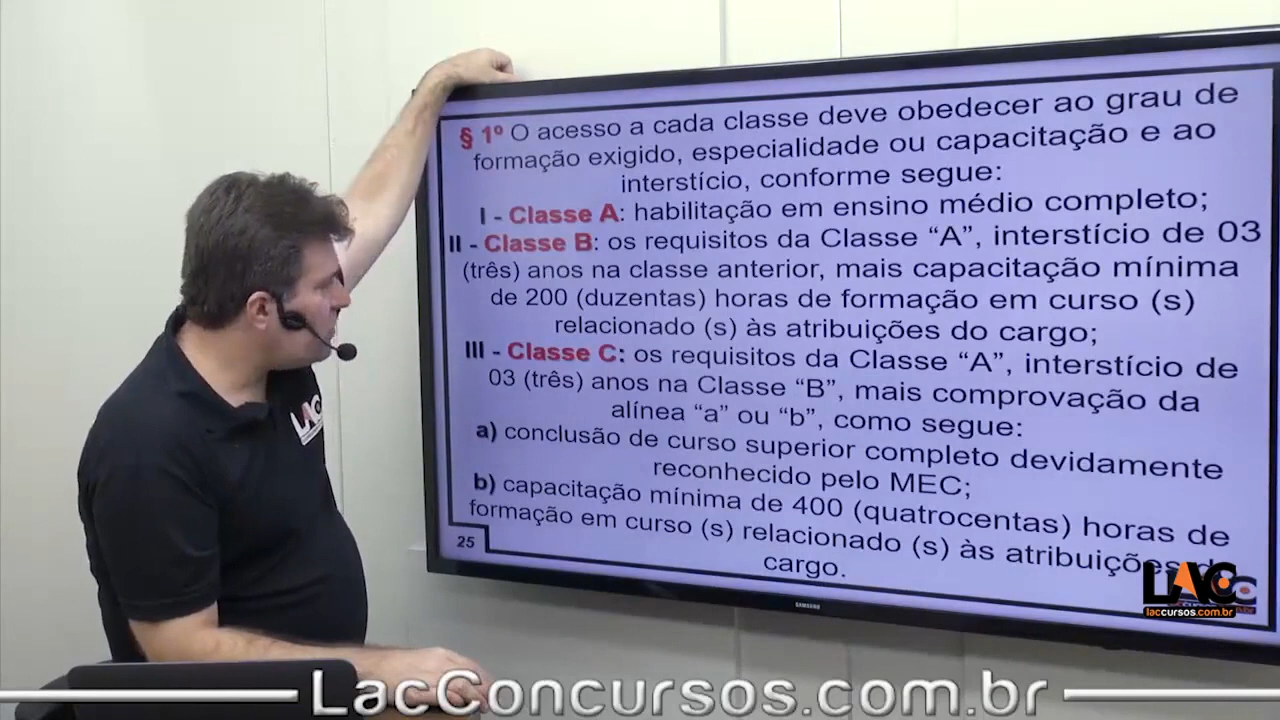 § 1º O acesso a cada classe deve obedecer ao grau de
formação exigido, especialidade ou capacitação e ao
interstício, conforme segue:
I - Classe A: habilitação em ensino médio completo;
II - Classe B: os requisitos da Classe “A”, interstício de 03
(três) anos na classe anterior, mais capacitação mínima
de 200 (duzentas) horas de formação em curso (s)
relacionado (s) às atribuições do cargo;
III - Classe C: os requisitos da Classe “A”, interstício de
03 (três) anos na Classe “B”, mais comprovação da
alínea “a” ou “b”, como segue:
a) conclusão de curso superior completo devidamente
reconhecido pelo MEC;
b) capacitação mínima de 400 (quatrocentas) horas de
formação em curso (s) relacionado (s) às atribuições
cargo.
25
LAC
SAMSUNG
LAC
laccursos.com.br
LacConcursos.com.br